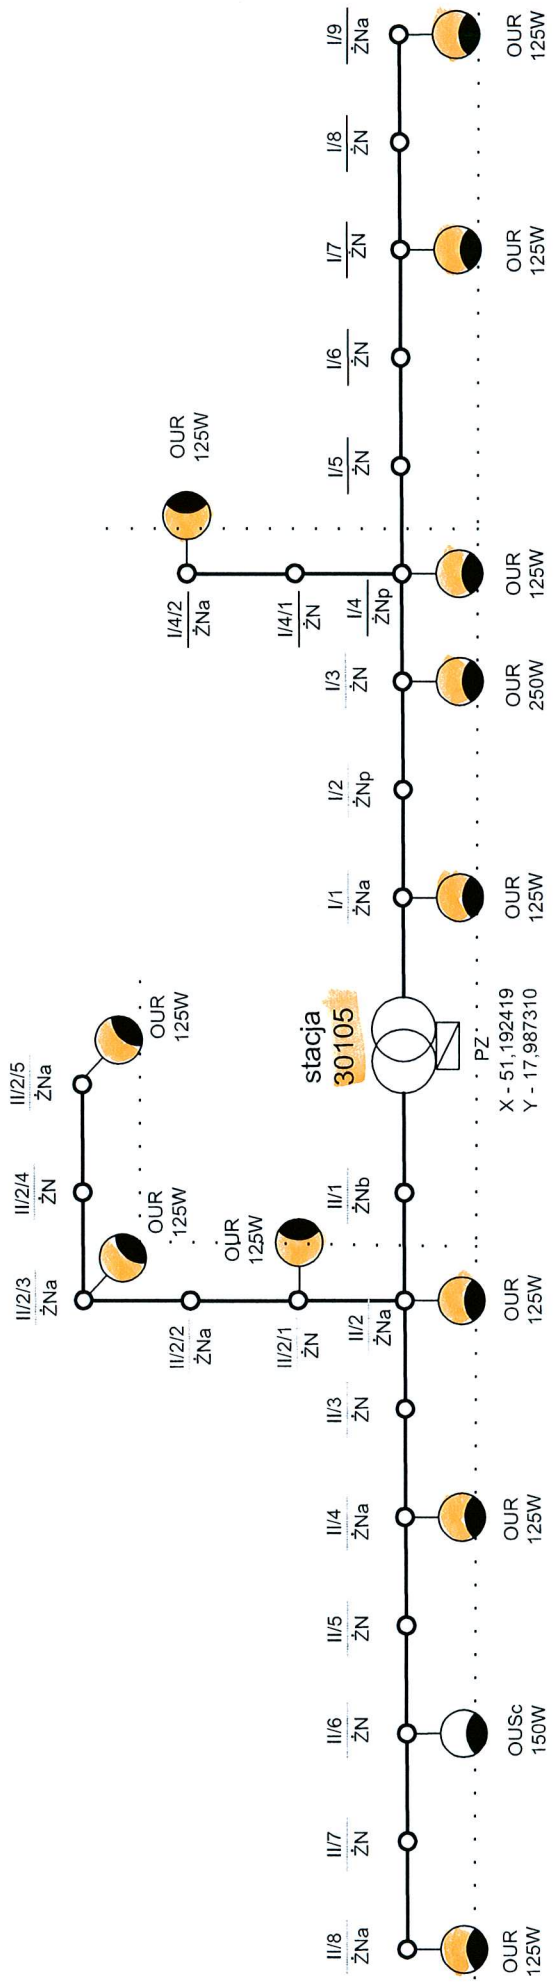 II/8
ŻNa
OUR
125W
II/7
ŻN
II/6
ŻN
OUSc
150W
II/5
ŻN
II/4
ŻNa
OUR
125W
II/3
ŻN
II/2
ŻNa
OUR
125W
II/2/1
ŻN
OUR
125W
II/2/2
ŻNa
II/2/3
ŻNa
OUR
125W
II/2/4
ŻN
II/2/5
ŻNa
OUR
125W
II/1
ŻNb
stacja
30105
PZ
X - 51,192419
Y - 17,987310
I/1
ŻNa
OUR
125W
I/2
ŻNp
I/3
ŻN
OUR
250W
I/4
ŻNp
OUR
125W
I/4/1
ŻN
I/4/2
ŻNa
OUR
125W
I/5
ŻN
I/6
ŻN
I/7
ŻN
OUR
125W
I/8
ŻN
I/9
ŻNa
OUR
125W